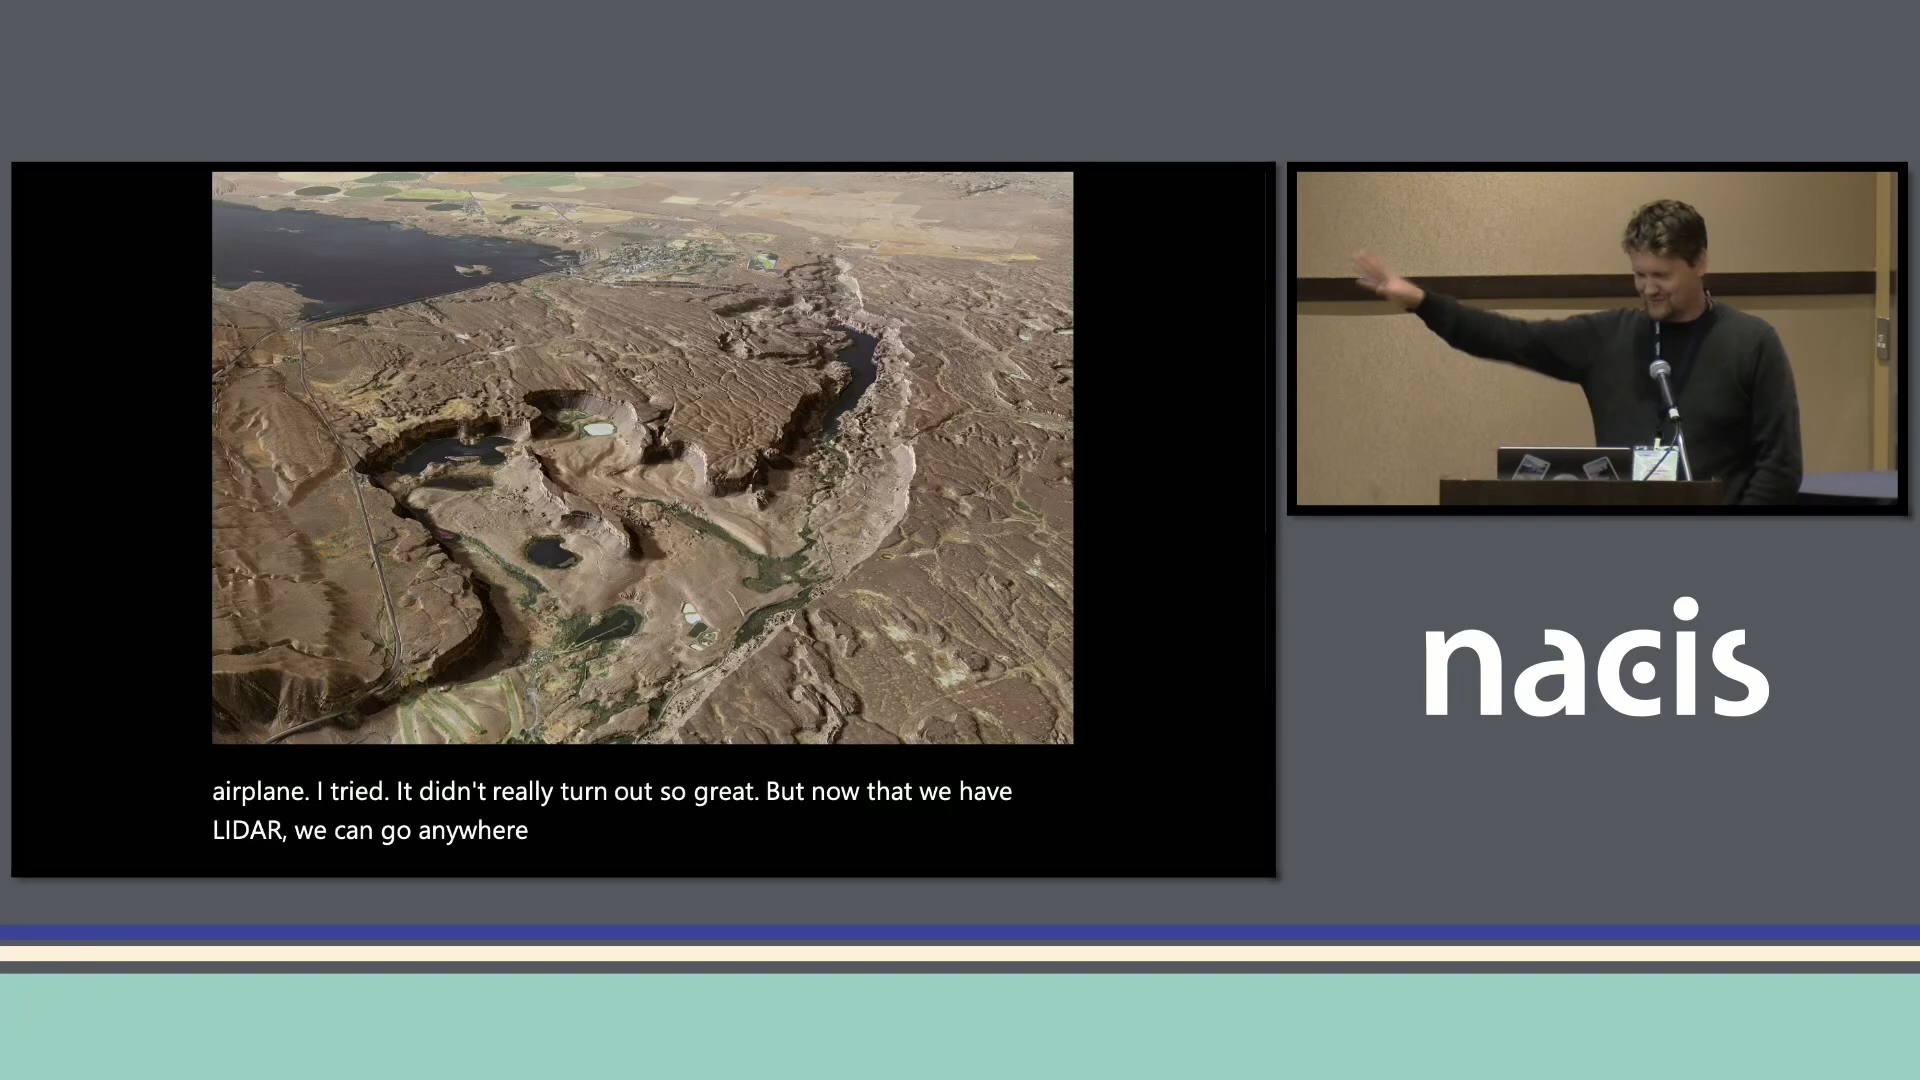 airplane. I tried. It didn't really turn out so great. But now that we have
LIDAR, we can go anywhere
nacis